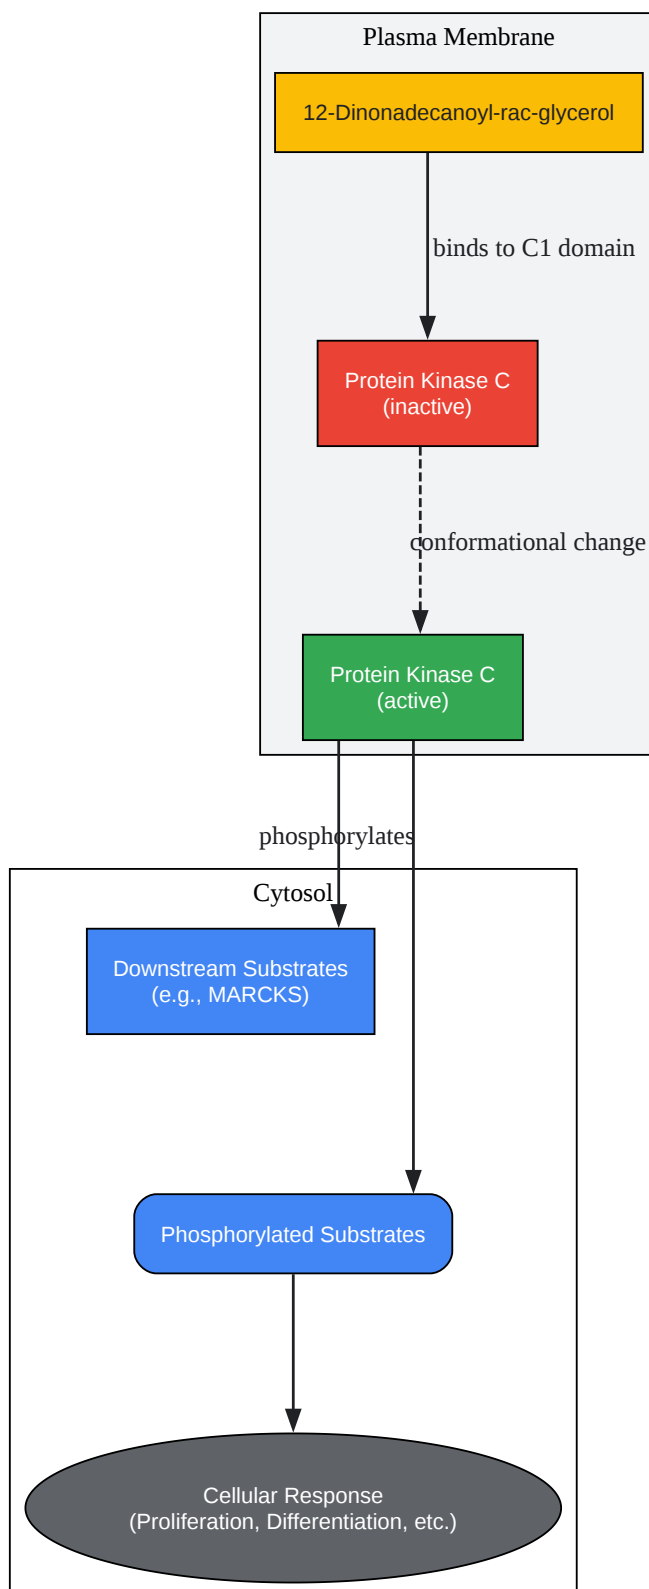 Plasma Membrane
12-Dinonadecanoyl-rac-glycerol
binds to C1 domain
Protein Kinase C
(inactive)
conformational change
Protein Kinase C
(active)
phosphorylates
Cytosol
Downstream Substrates
(e.g., MARCKS)
Phosphorylated Substrates
Cellular Response
(Proliferation, Differentiation, etc.)